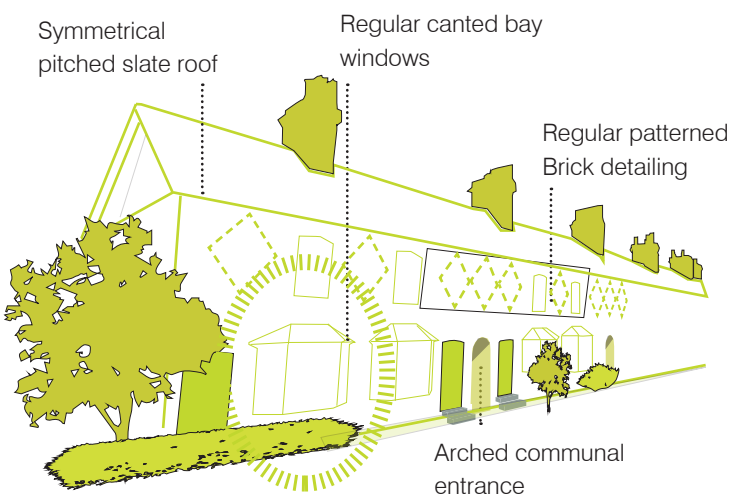 Symmetrical
pitched slate roof
Regular canted bay
windows
Regular patterned
Brick detailing
Arched communal
entrance